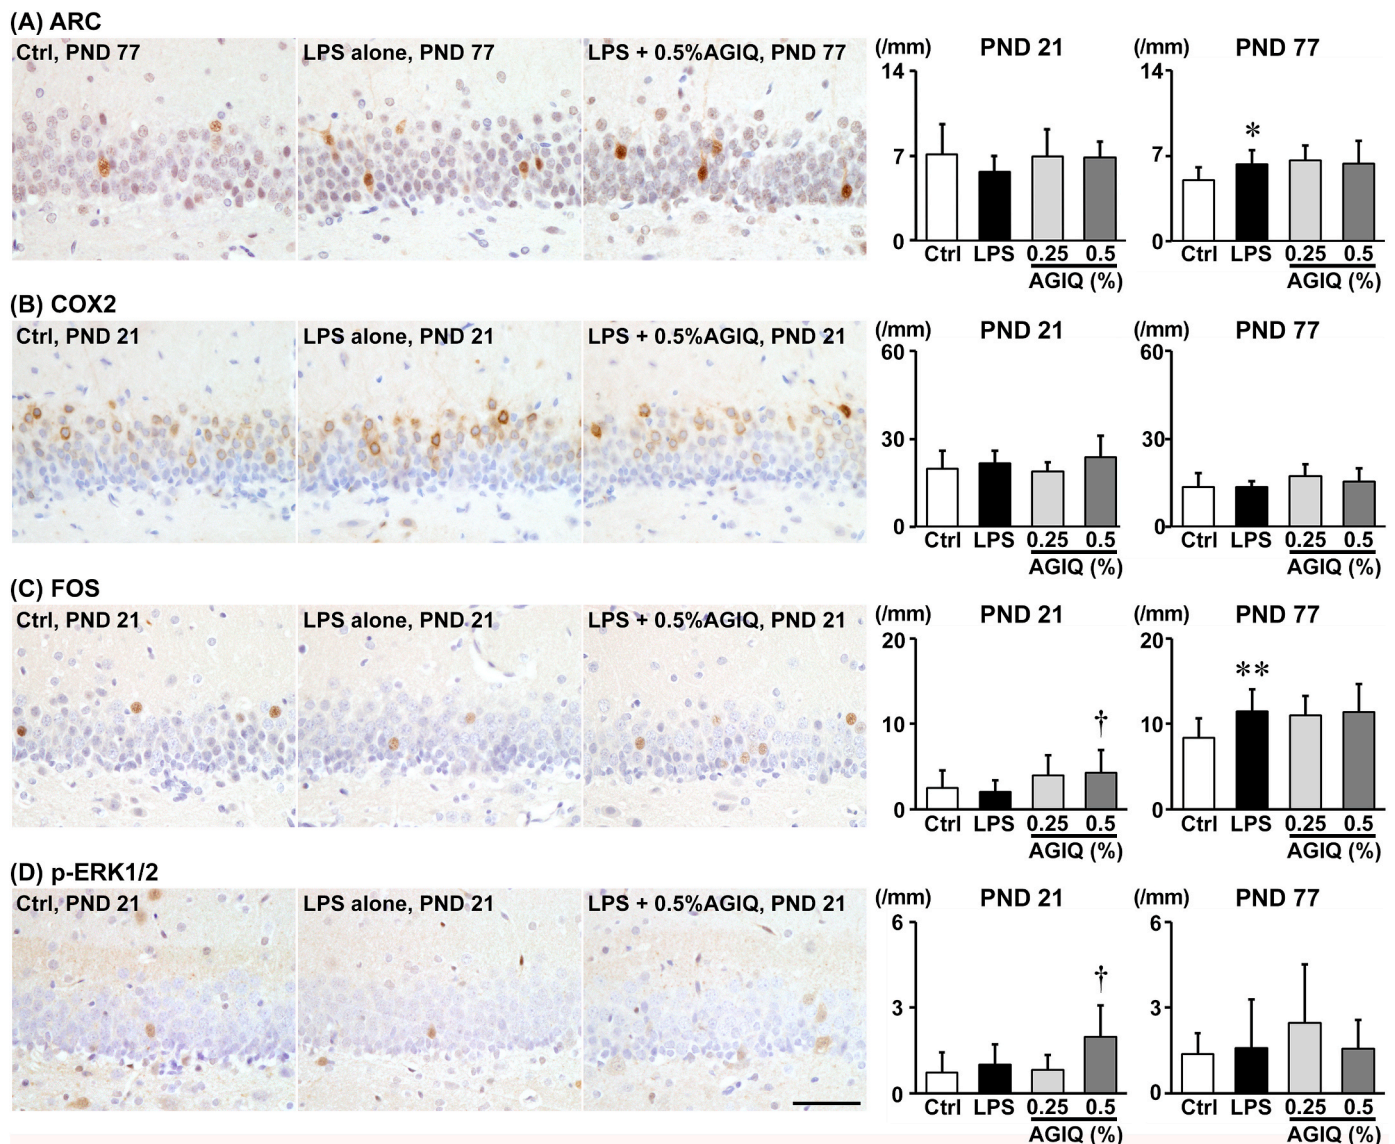 (A) ARC
Ctrl, PND 77
LPS alone, PND 77
LPS + 0.5%AGIQ, PND 77
(/mm)
PND 21
14
7
0
Ctrl LPS 0.25 0.5
AGIQ (%)
(/mm)
PND 77
14
7
0
*
Ctrl LPS 0.25 0.5
AGIQ (%)
(B) COX2
Ctrl, PND 21
LPS alone, PND 21
LPS + 0.5%AGIQ, PND 21
(/mm)
PND 21
60
30
0
Ctrl LPS 0.25 0.5
AGIQ (%)
(/mm)
PND 77
60
30
0
Ctrl LPS 0.25 0.5
AGIQ (%)
(C) FOS
Ctrl, PND 21
LPS alone, PND 21
LPS + 0.5%AGIQ, PND 21
(/mm)
PND 21
20
10
0
†
Ctrl LPS 0.25 0.5
AGIQ (%)
(/mm)
PND 77
20
10
0
**
Ctrl LPS 0.25 0.5
AGIQ (%)
(D) p-ERK1/2
Ctrl, PND 21
LPS alone, PND 21
LPS + 0.5%AGIQ, PND 21
(/mm)
PND 21
6
3
0
†
Ctrl LPS 0.25 0.5
AGIQ (%)
(/mm)
PND 77
6
3
0
Ctrl LPS 0.25 0.5
AGIQ (%)